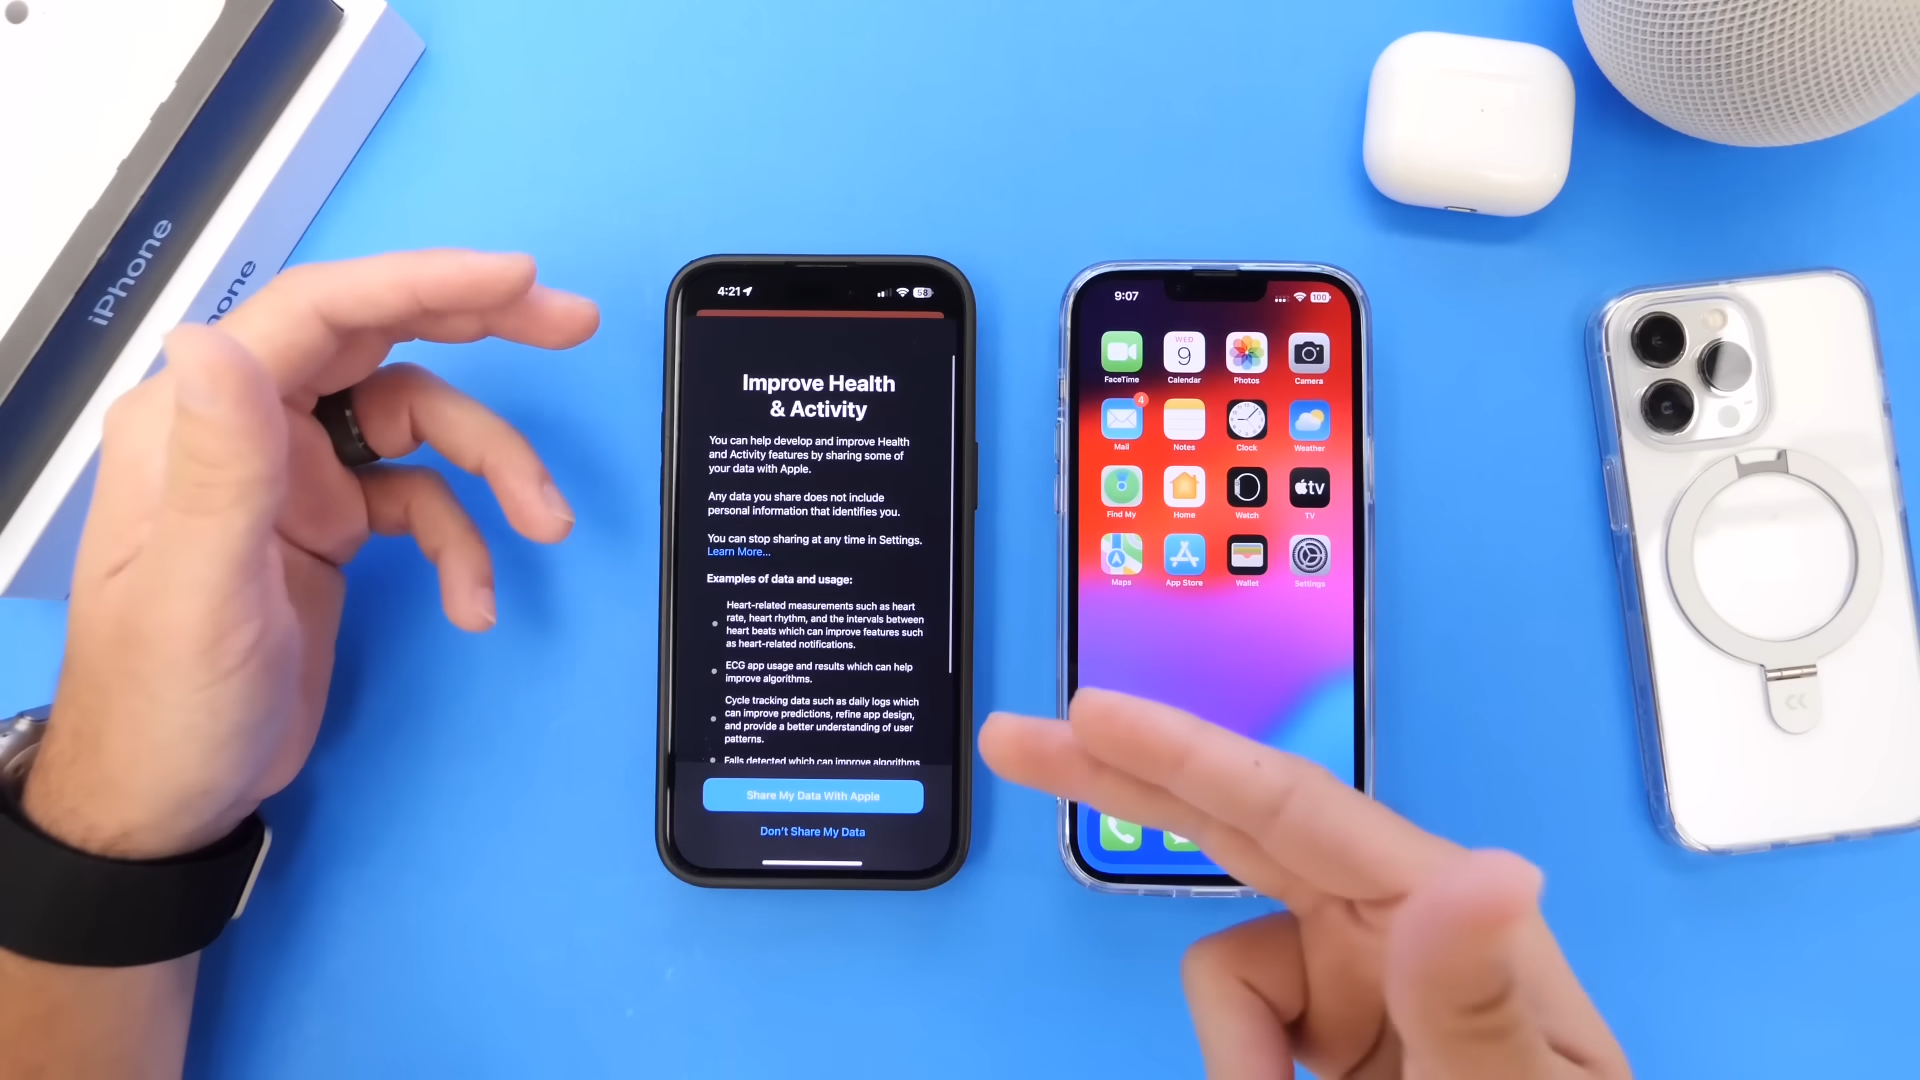 iPhone
one
4:21
58
Improve Health
& Activity
You can help develop and improve Health
and Activity features by sharing some of
your data with Apple.
Any data you share does not include
personal information that identifies you.
You can stop sharing at any time in Settings.
Learn More...
Examples of data and usage:
Heart-related measurements such as heart
rate, heart rhythm, and the intervals between
heart beats which can improve features such
as heart-related notifications.
ECG app usage and results which can help
improve algorithms.
Cycle tracking data such as daily logs which
can improve predictions, refine app design,
and provide a better understanding of user
patterns.
Falls detected which can improve algorithms
Share My Data With Apple
Don't Share My Data
9:07
100
WED
9
FaceTime
Calendar
Photos
Camera
4
Mail
Notes
Clock
Weather
tv
Find My
Home
Watch
TV
Maps
App Store
Wallet
Settings